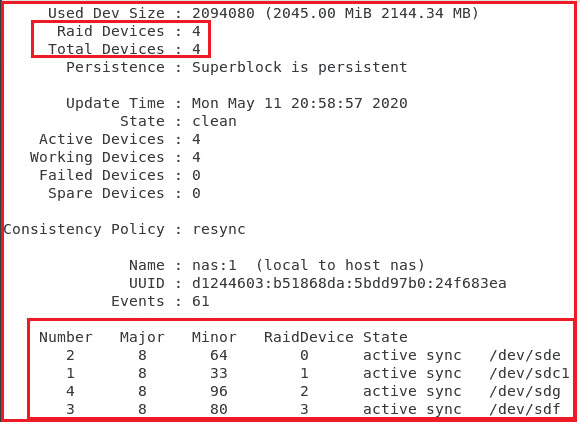 Used Dev Size : 2094080 (2045.00 MiB 2144.34 MB)
Raid Devices : 4
Total Devices : 4
Persistence : Superblock is persistent
Update Time : Mon May 11 20:58:57 2020
State : clean
Active Devices : 4
Working Devices : 4
Failed Devices : 0
Spare Devices : 0
Consistency Policy : resync
Name : nas:1  (local to host nas)
UUID : d1244603:b51868da:5bdd97b0:24f683ea
Events : 61
Number   Major   Minor   RaidDevice State
2       8       64        0      active sync   /dev/sde
1       8       33        1      active sync   /dev/sdc1
4       8       96        2      active sync   /dev/sdg
3       8       80        3      active sync   /dev/sdf